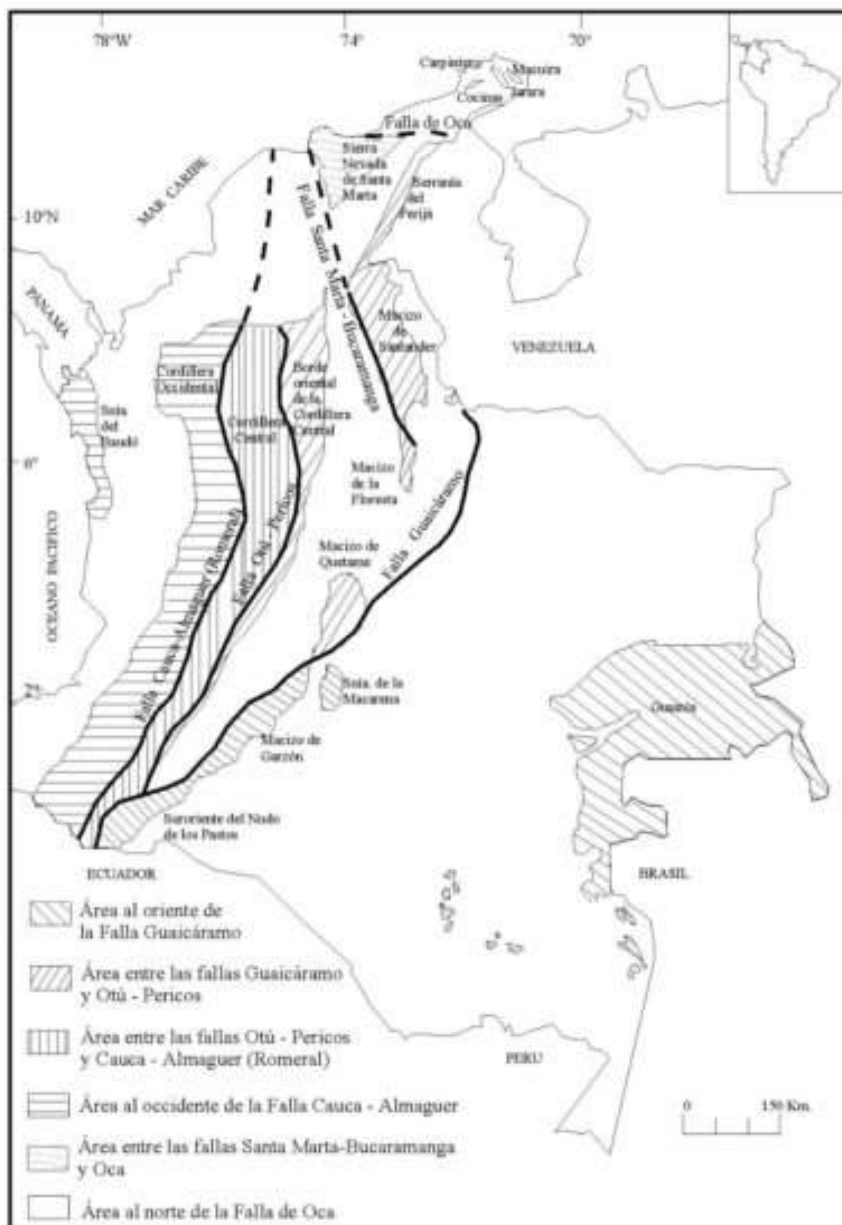 78°W
74°
70°
Carpintero
Macuira
Cocinas
Jarara
Falla de Oca
Sierra
Nevada
de Santa
Marta
Serranía
del
Perijá
MAR CARIBE
10°N
Falla Santa Marta - Bucaramanga
PANAMA
Macizo
de
Santander
VENEZUELA
Cordillera
Occidental
Borde
oriental
de la
Cordillera
Central
Cordillera
Central
Snía.
del
Baudó
6°
Macizo
de la
Floresta
Falla Guaicáramo
Falla Otú - Pericos
Macizo de
Quetame
Falla Cauca-Almaguer (Romeral)
OCEANO PACIFICO
2°
Snía. de la
Macarena
Guainía
Macizo de
Garzón
Suroriente del Nudo
de los Pastos
ECUADOR
BRASIL
Área al oriente de
la Falla Guaicáramo
Área entre las fallas Guaicáramo
y Otú - Pericos
Área entre las fallas Otú - Pericos
y Cauca - Almaguer (Romeral)
PERU
Área al occidente de la Falla Cauca - Almaguer
0 150 Km.
Área entre las fallas Santa Marta-Bucaramanga
y Oca
Área al norte de la Falla de Oca